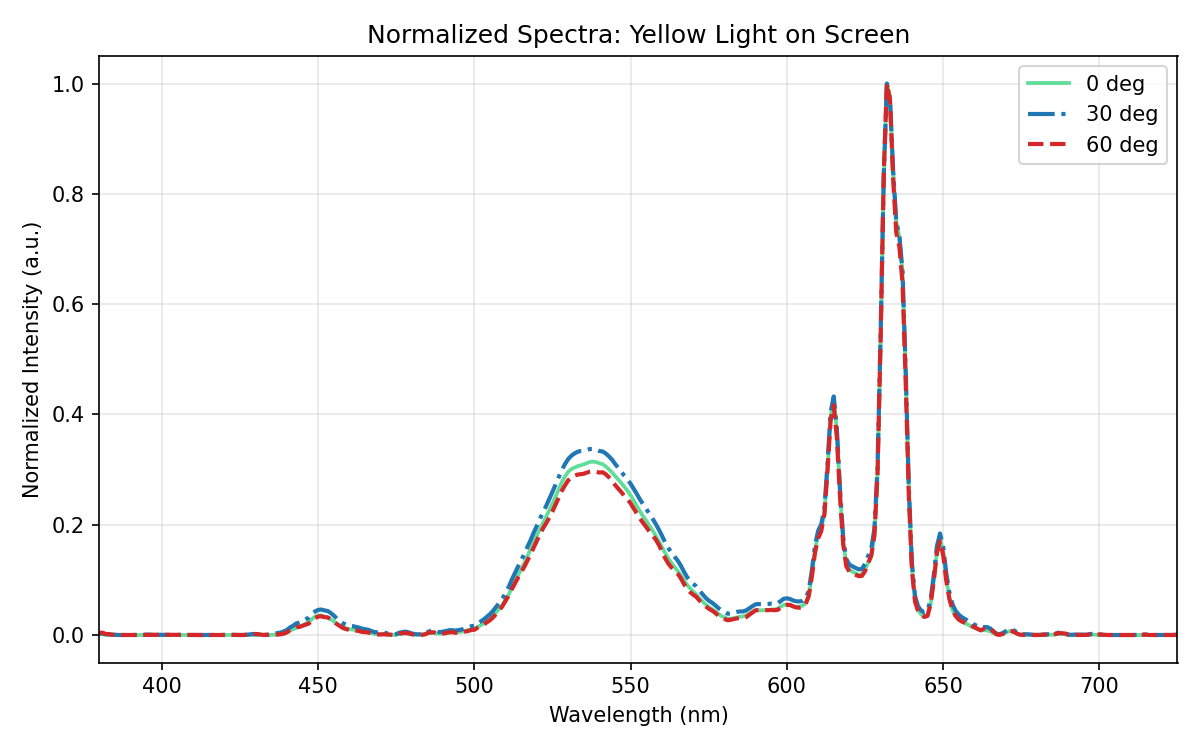 Normalized Spectra: Yellow Light on Screen
Normalized Intensity (a.u.)
1.0
0.8
0.6
0.4
0.2
0.0
0 deg
30 deg
60 deg
400 450 500 550 600 650 700
Wavelength (nm)